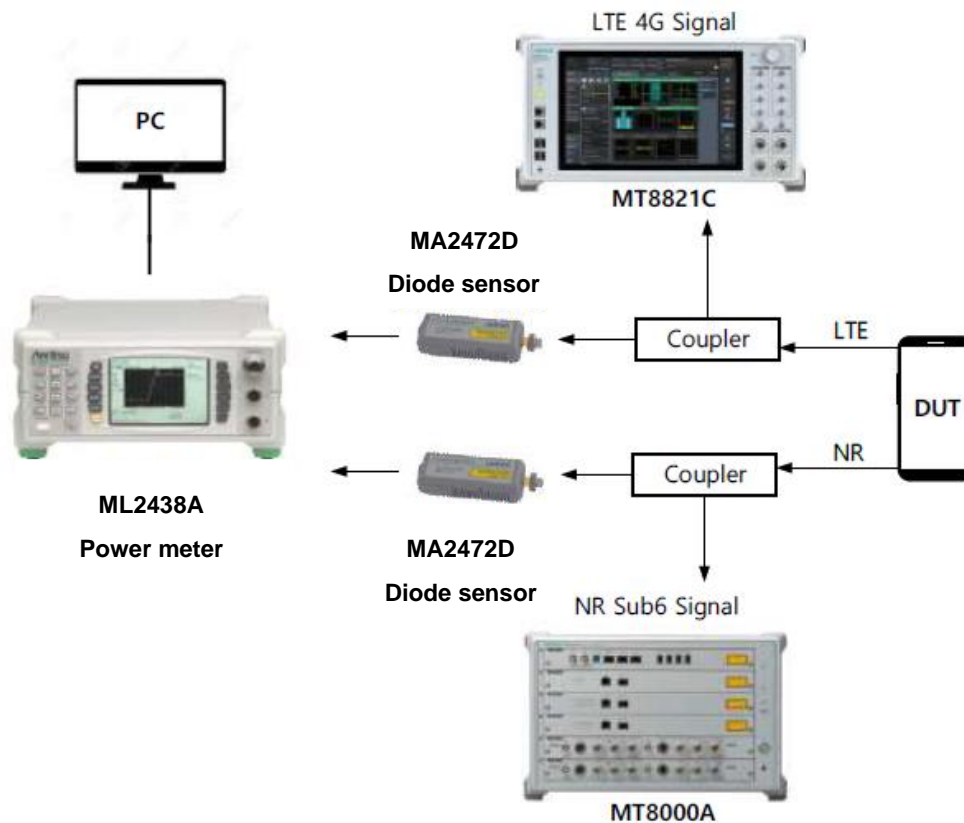 LTE 4G Signal
PC
MT8821C
MA2472D
Diode sensor
Coupler
LTE
DUT
Anritsu
Coupler
NR
ML2438A
Power meter
MA2472D
Diode sensor
NR Sub6 Signal
MT8000A